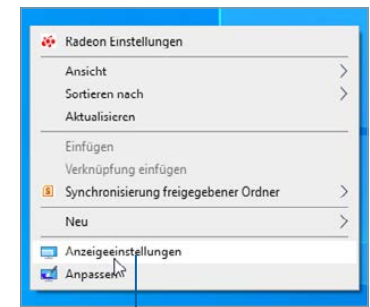 Radeon Einstellungen
Ansicht
Sortieren nach
Aktualisieren
Einfügen
Verknüpfung einfügen
S Synchronisierung freigegebener Ordner
Neu
Anzeigeeinstellungen
Anpassen